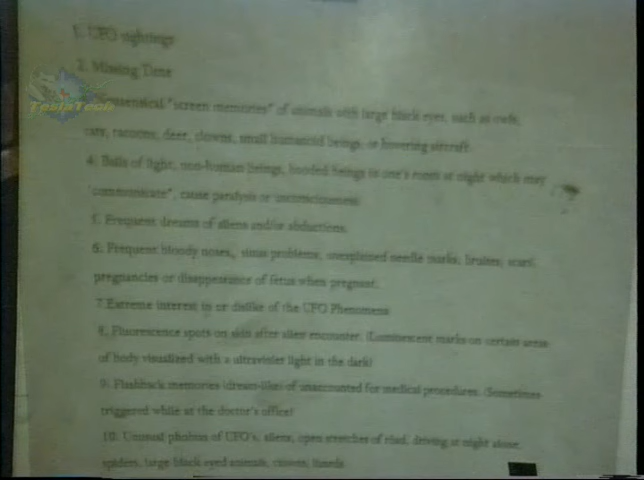 1. UFO sightings
2. Missing Time
TeslaTech
"screen memories" of animals with large black eyes, such as owls,
cats, racoons, deer, clowns, small humanoid beings, or hovering aircraft.
4. Balls of light, non-human beings, hooded beings in one's room at night which may
"communicate", cause paralysis or unconsciousness.
5. Frequent dreams of aliens and/or abductions.
6. Frequent bloody noses, sinus problems, unexplained needle marks, bruises, scars,
pregnancies or disappearance of fetus when pregnant.
7.Extreme interest in or dislike of the UFO Phenomena
8. Fluorescence spots on skin after alien encounter. (Luminescent marks on certain areas
of body visualized with a ultraviolet light in the dark)
9. Flashback memories (dream-like) of unaccounted for medical procedures. (Sometimes
triggered while at the doctor's office)
10. Unusual phobias of UFO's, aliens, open stretches of road, driving at night alone,
spiders, large black eyed animals,